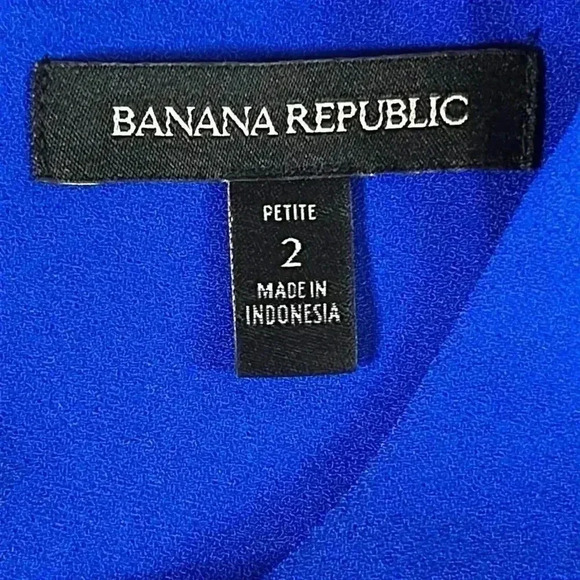 BANANA REPUBLIC
PETITE
2
MADE IN
INDONESIA